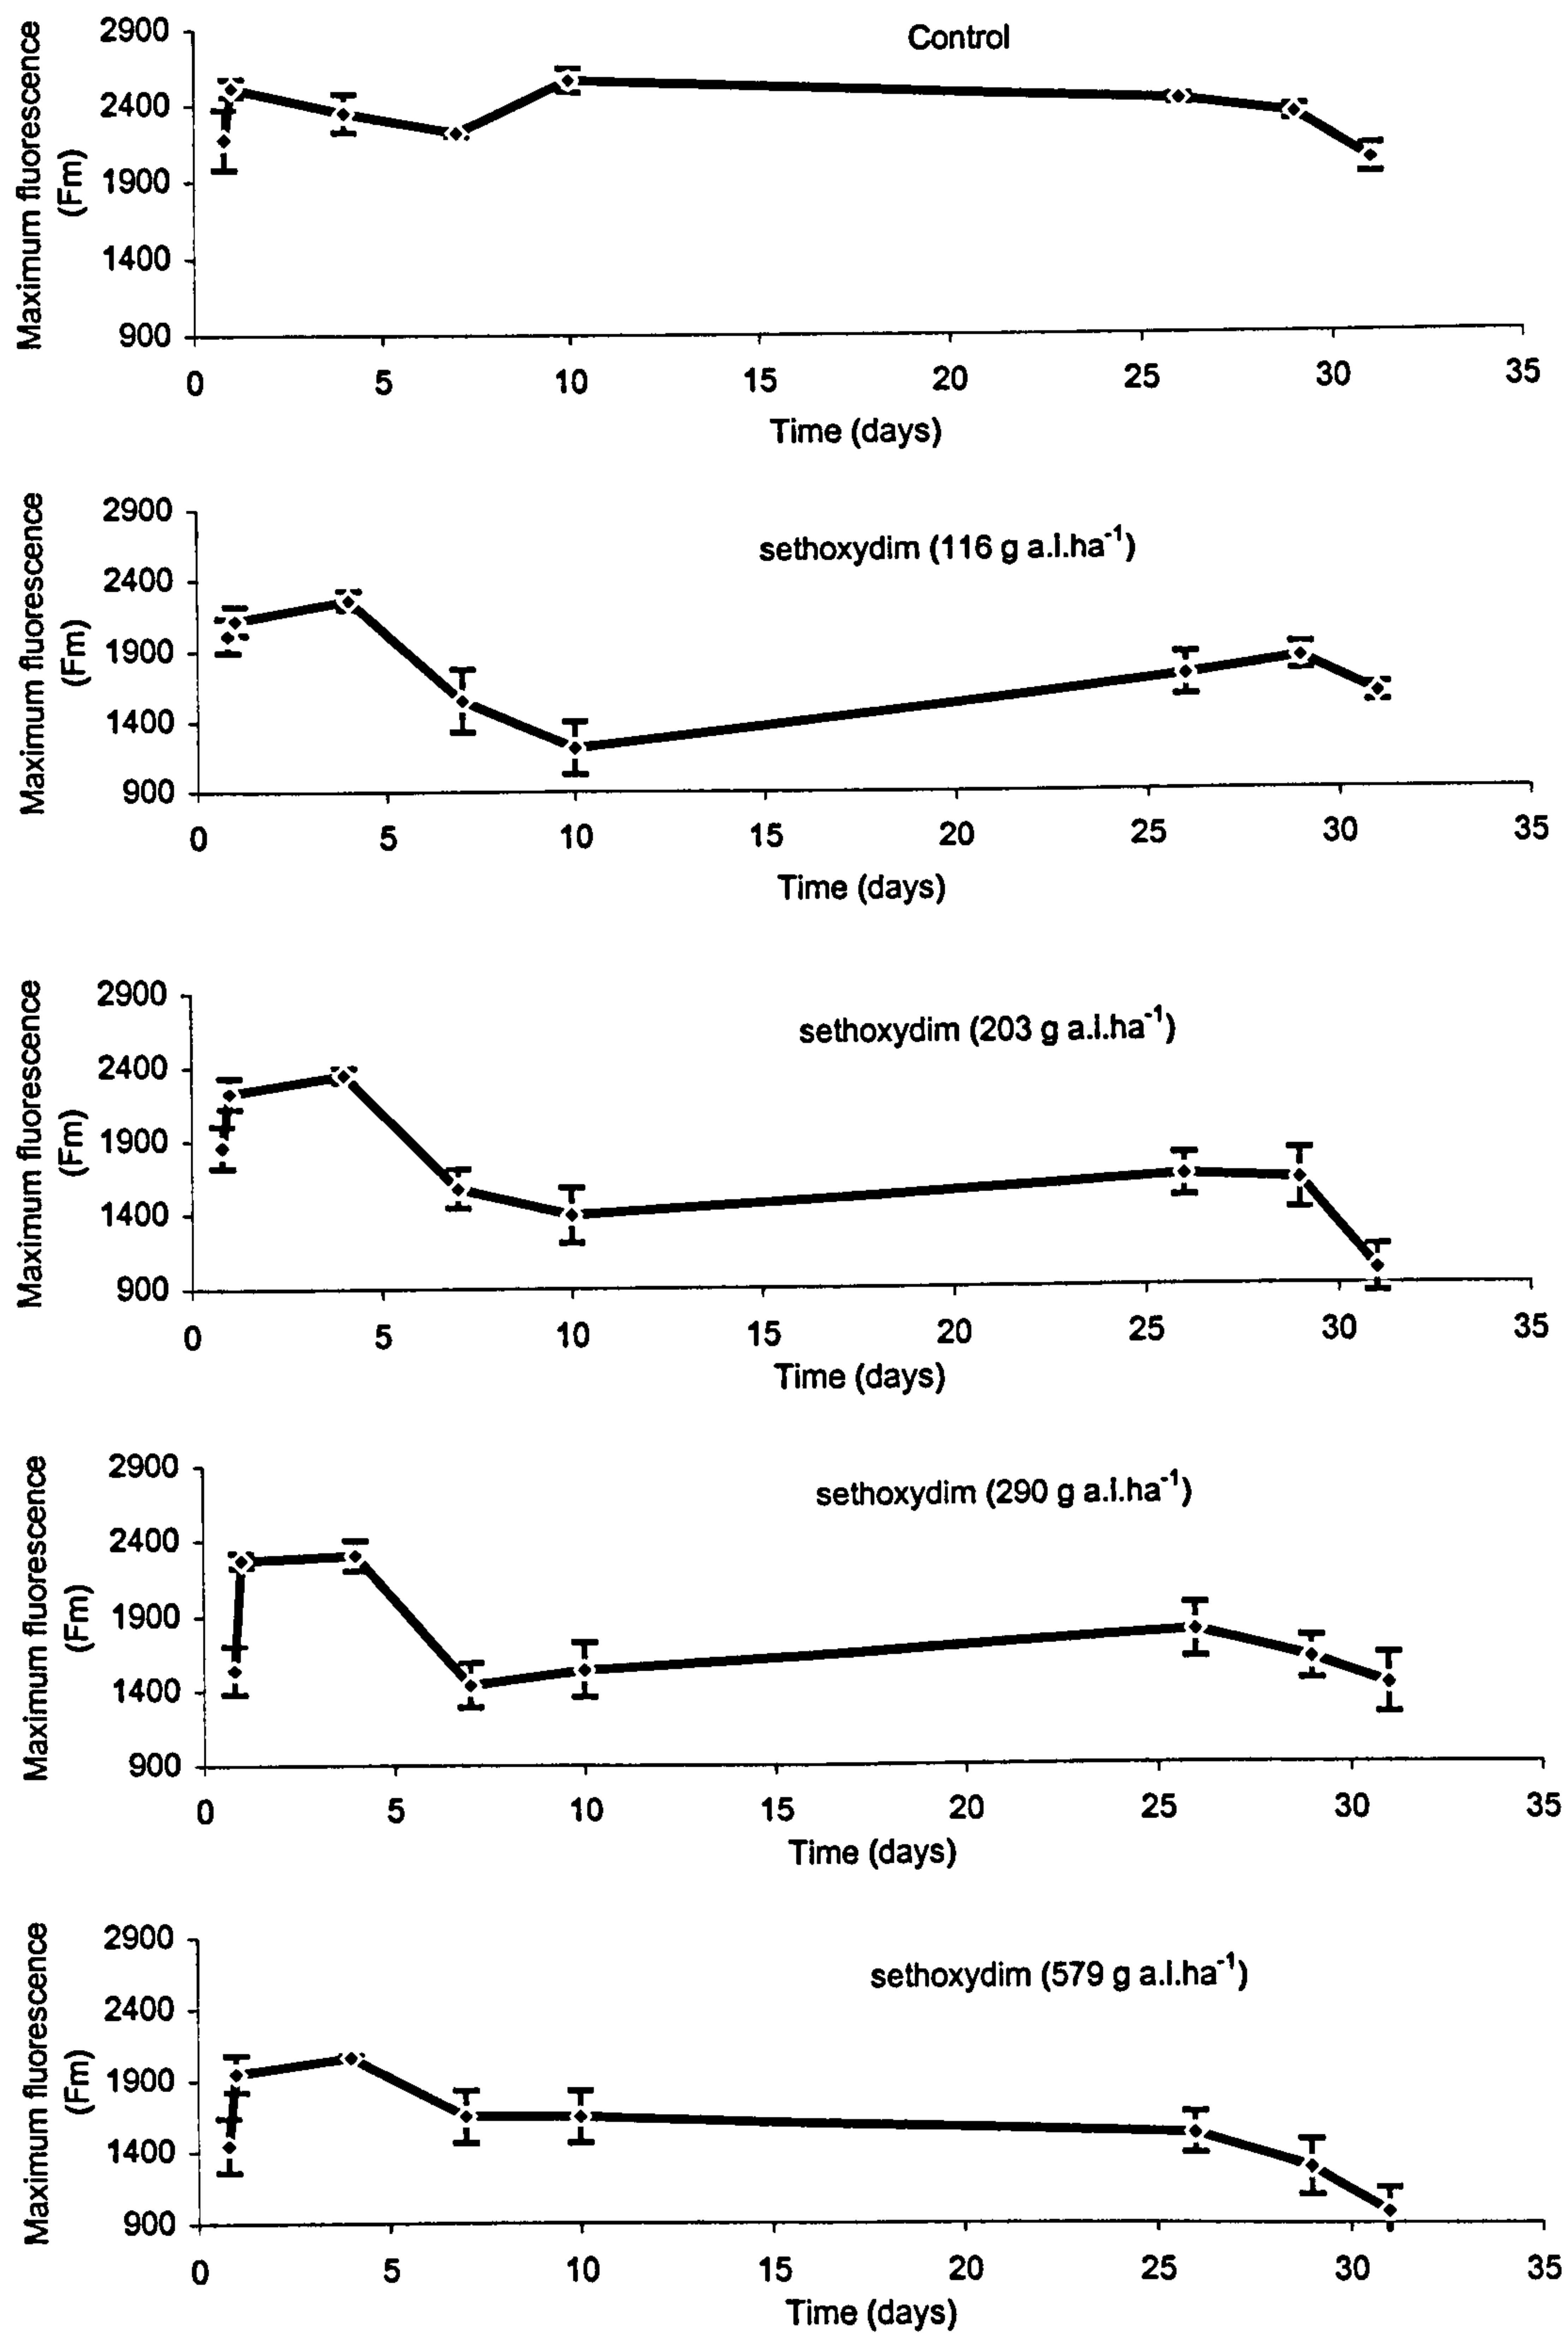 Control
Maximum fluorescence
(Fm)
2900
2400
1900
1400
900
0 5 10 15 20 25 30 35
Time (days)
sethoxydim (116 g a.i.ha⁻¹)
Maximum fluorescence
(Fm)
2900
2400
1900
1400
900
0 5 10 15 20 25 30 35
Time (days)
sethoxydim (203 g a.i.ha⁻¹)
Maximum fluorescence
(Fm)
2900
2400
1900
1400
900
0 5 10 15 20 25 30 35
Time (days)
sethoxydim (290 g a.i.ha⁻¹)
Maximum fluorescence
(Fm)
2900
2400
1900
1400
900
0 5 10 15 20 25 30 35
Time (days)
sethoxydim (579 g a.i.ha⁻¹)
Maximum fluorescence
(Fm)
2900
2400
1900
1400
900
0 5 10 15 20 25 30 35
Time (days)